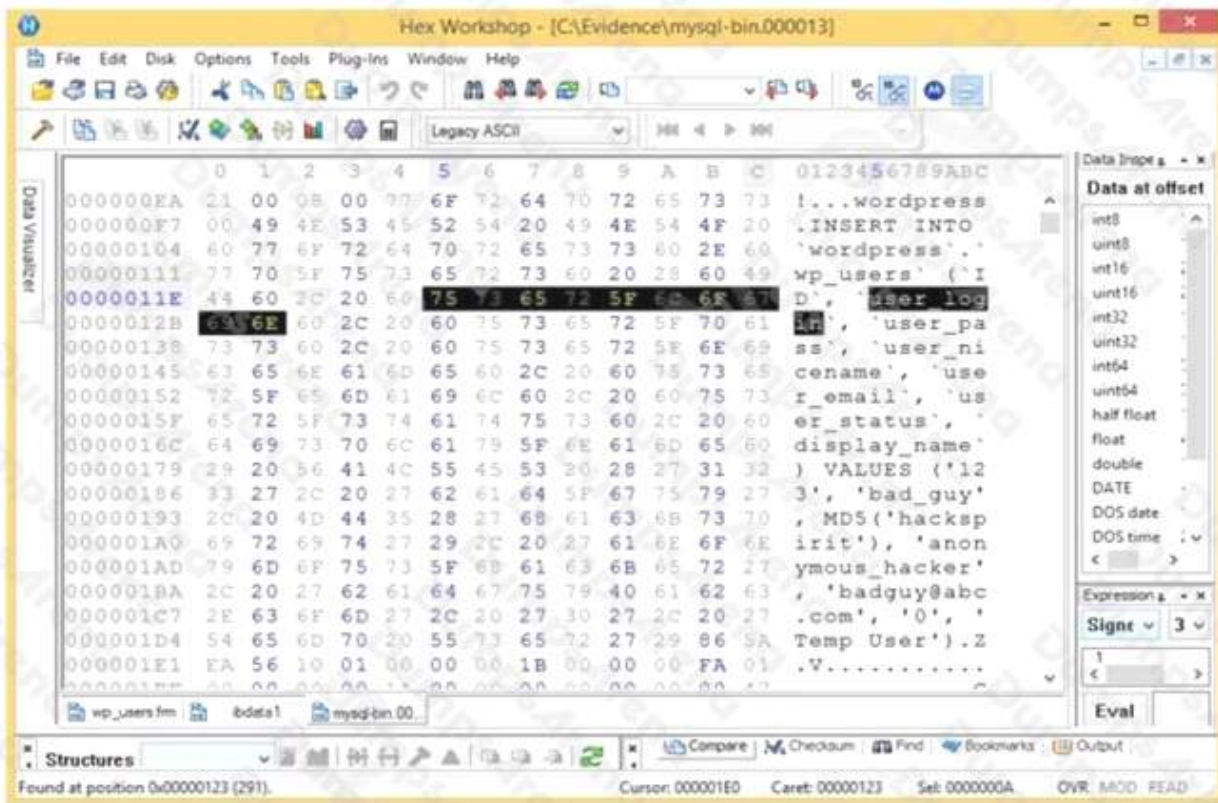 Hex Workshop - [C:\Evidence\mysql-bin.000013]
File Edit Disk Options Tools Plug-Ins Window Help
Legacy ASCII
Data Visualizer
0 1 2 3 4 5 6 7 8 9 A B C 0123456789ABC
000000EA 21 00 08 00 77 6F 72 64 70 72 65 73 73 !...wordpress
000000F7 00 49 4E 53 45 52 54 20 49 4E 54 4F 20 .INSERT INTO
00000104 60 77 6F 72 64 70 72 65 73 73 60 2E 60 `wordpress`.`
00000111 77 70 5F 75 73 65 72 73 60 20 28 60 49 wp_users` (`I
0000011E 44 60 2C 20 60 75 73 65 72 5F 6C 6F 67 D`, `user_log
0000012B 69 6E 60 2C 20 60 75 73 65 72 5F 70 61 in`, `user_pa
00000138 73 73 60 2C 20 60 75 73 65 72 5F 6E 69 ss`, `user_ni
00000145 63 65 6E 61 6D 65 60 2C 20 60 75 73 65 cename`, `use
00000152 72 5F 65 6D 61 69 6C 60 2C 20 60 75 73 r_email`, `us
0000015F 65 72 5F 73 74 61 74 75 73 60 2C 20 60 er_status`, `
0000016C 64 69 73 70 6C 61 79 5F 6E 61 6D 65 60 display_name`
00000179 29 20 56 41 4C 55 45 53 20 28 27 31 32 ) VALUES ('12
00000186 33 27 2C 20 27 62 61 64 5F 67 75 79 27 3', 'bad_guy'
00000193 2C 20 4D 44 35 28 27 68 61 63 6B 73 70 , MD5('hacksp
000001A0 69 72 69 74 27 29 2C 20 27 61 6E 6F 6E irit'), 'anon
000001AD 79 6D 6F 75 73 5F 68 61 63 6B 65 72 27 ymous_hacker'
000001BA 2C 20 27 62 61 64 67 75 79 40 61 62 63 , 'badguy@abc
000001C7 2E 63 6F 6D 27 2C 20 27 30 27 2C 20 27 .com', '0', '
000001D4 54 65 6D 70 20 55 73 65 72 27 29 86 5A Temp User').Z
000001E1 EA 56 10 01 00 00 00 1B 00 00 00 FA 01 .V...........
Data at offset
int8
uint8
int16
uint16
int32
uint32
int64
uint64
half float
float
double
DATE
DOS date
DOS time
Expression
Signe 3
1
Eval
wp_users.frm ibdata1 mysql-bin.00.
Structures
Compare Checksum Find Bookmarks Output
Found at position 0x00000123 (291). Cursor: 000001E0 Caret: 00000123 Sel: 0000000A OVR MOD READ